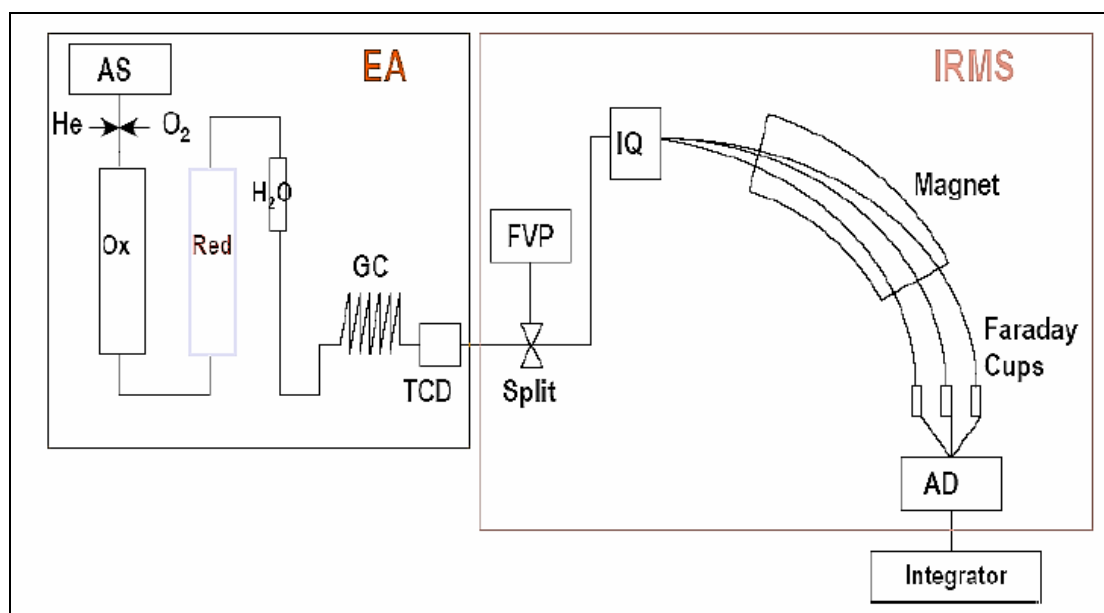 EA
AS
He
O₂
Ox
Red
H₂O
GC
TCD
IRMS
IQ
FVP
Split
Magnet
Faraday
Cups
AD
Integrator